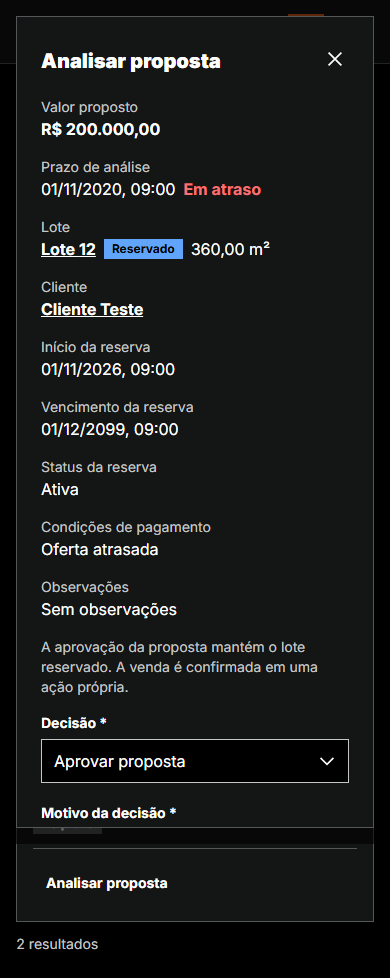 Analisar proposta
Valor proposto
R$ 200.000,00
Prazo de análise
01/11/2020, 09:00 Em atraso
Lote
Lote 12 Reservado 360,00 m²
Cliente
Cliente Teste
Início da reserva
01/11/2026, 09:00
Vencimento da reserva
01/12/2099, 09:00
Status da reserva
Ativa
Condições de pagamento
Oferta atrasada
Observações
Sem observações
A aprovação da proposta mantém o lote
reservado. A venda é confirmada em uma
ação própria.
Decisão *
Aprovar proposta
Motivo da decisão *
Analisar proposta
2 resultados